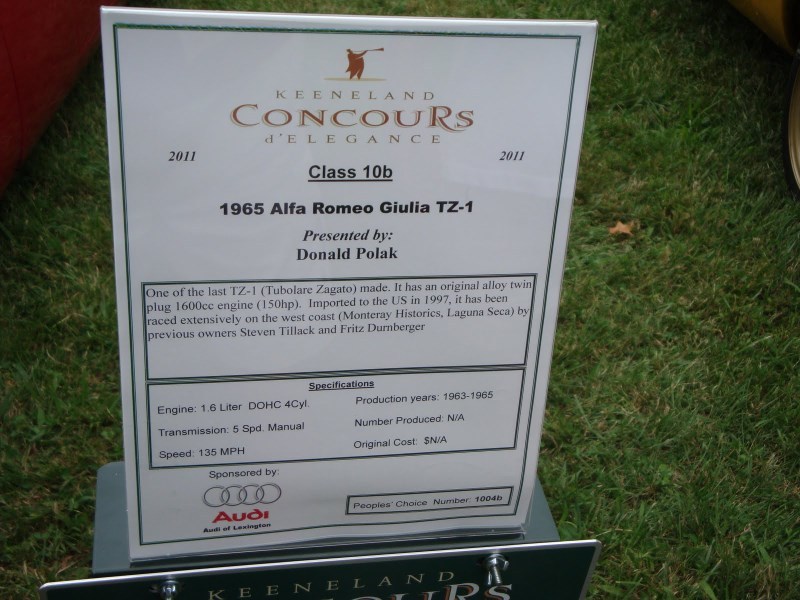 KEENELAND
CONCOURS
d'ELEGANCE
2011 2011
Class 10b
1965 Alfa Romeo Giulia TZ-1
Presented by:
Donald Polak
One of the last TZ-1 (Tubolare Zagato) made. It has an original alloy twin
plug 1600cc engine (150hp). Imported to the US in 1997, it has been
raced extensively on the west coast (Monteray Historics, Laguna Seca) by
previous owners Steven Tillack and Fritz Durnberger
Specifications
Engine: 1.6 Liter DOHC 4Cyl.
Transmission: 5 Spd. Manual
Speed: 135 MPH
Production years: 1963-1965
Number Produced: N/A
Original Cost: $N/A
Sponsored by:
Audi
Audi of Lexington
Peoples' Choice Number: 1004b
KEENELAND
CONCOURS